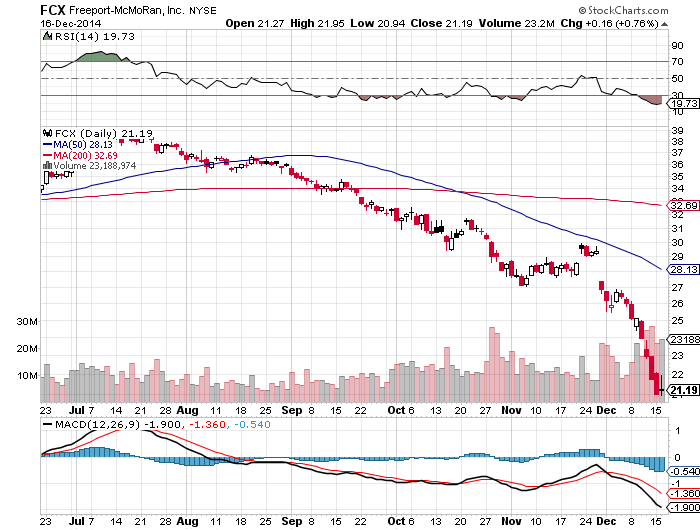 FCX Freeport-McMoRan, Inc. NYSE © StockCharts.com
16-Dec-2014 Open 21.27 High 21.95 Low 20.94 Close 21.19 Volume 23.2M Chg +0.16 (+0.76%)
RSI(14) 19.73
90
70
50
30
19.73
10
FCX (Daily) 21.19
MA(50) 28.13
MA(200) 32.69
Volume 23,188,974
39
38
37
36
35
34
33
32.69
32
31
30
29
28.13
27
26
25
23188
23
22
21.19
21
30M
20M
10M
23 Jul 7 14 21 28 Aug 11 18 25 Sep 8 15 22 Oct 6 13 20 27 Nov 10 17 24 Dec 8 15
MACD(12,26,9) -1.900, -1.360, -0.540
1
0
-0.540
-1.360
-1.900
23 Jul 7 14 21 28 Aug 11 18 25 Sep 8 15 22 Oct 6 13 20 27 Nov 10 17 24 Dec 8 15